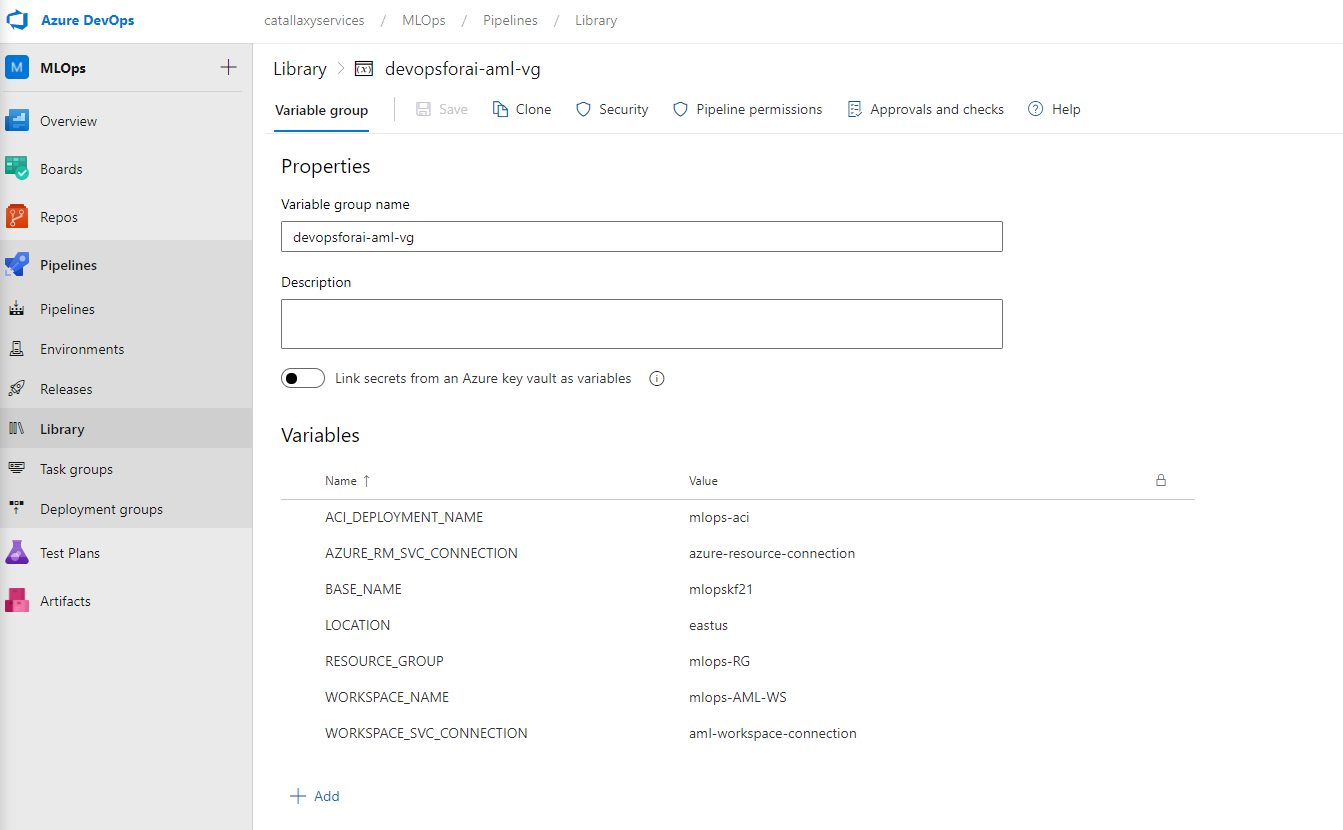 Azure DevOps
catallaxyservices / MLOps / Pipelines / Library
M MLOps
Overview
Boards
Repos
Pipelines
Pipelines
Environments
Releases
Library
Task groups
Deployment groups
Test Plans
Artifacts
Library > (x) devopsforai-aml-vg
Variable group Save Clone Security Pipeline permissions Approvals and checks Help
Properties
Variable group name
devopsforai-aml-vg
Description
Link secrets from an Azure key vault as variables
Variables
Name ↑ Value
ACI_DEPLOYMENT_NAME mlops-aci
AZURE_RM_SVC_CONNECTION azure-resource-connection
BASE_NAME mlopskf21
LOCATION eastus
RESOURCE_GROUP mlops-RG
WORKSPACE_NAME mlops-AML-WS
WORKSPACE_SVC_CONNECTION aml-workspace-connection
+ Add